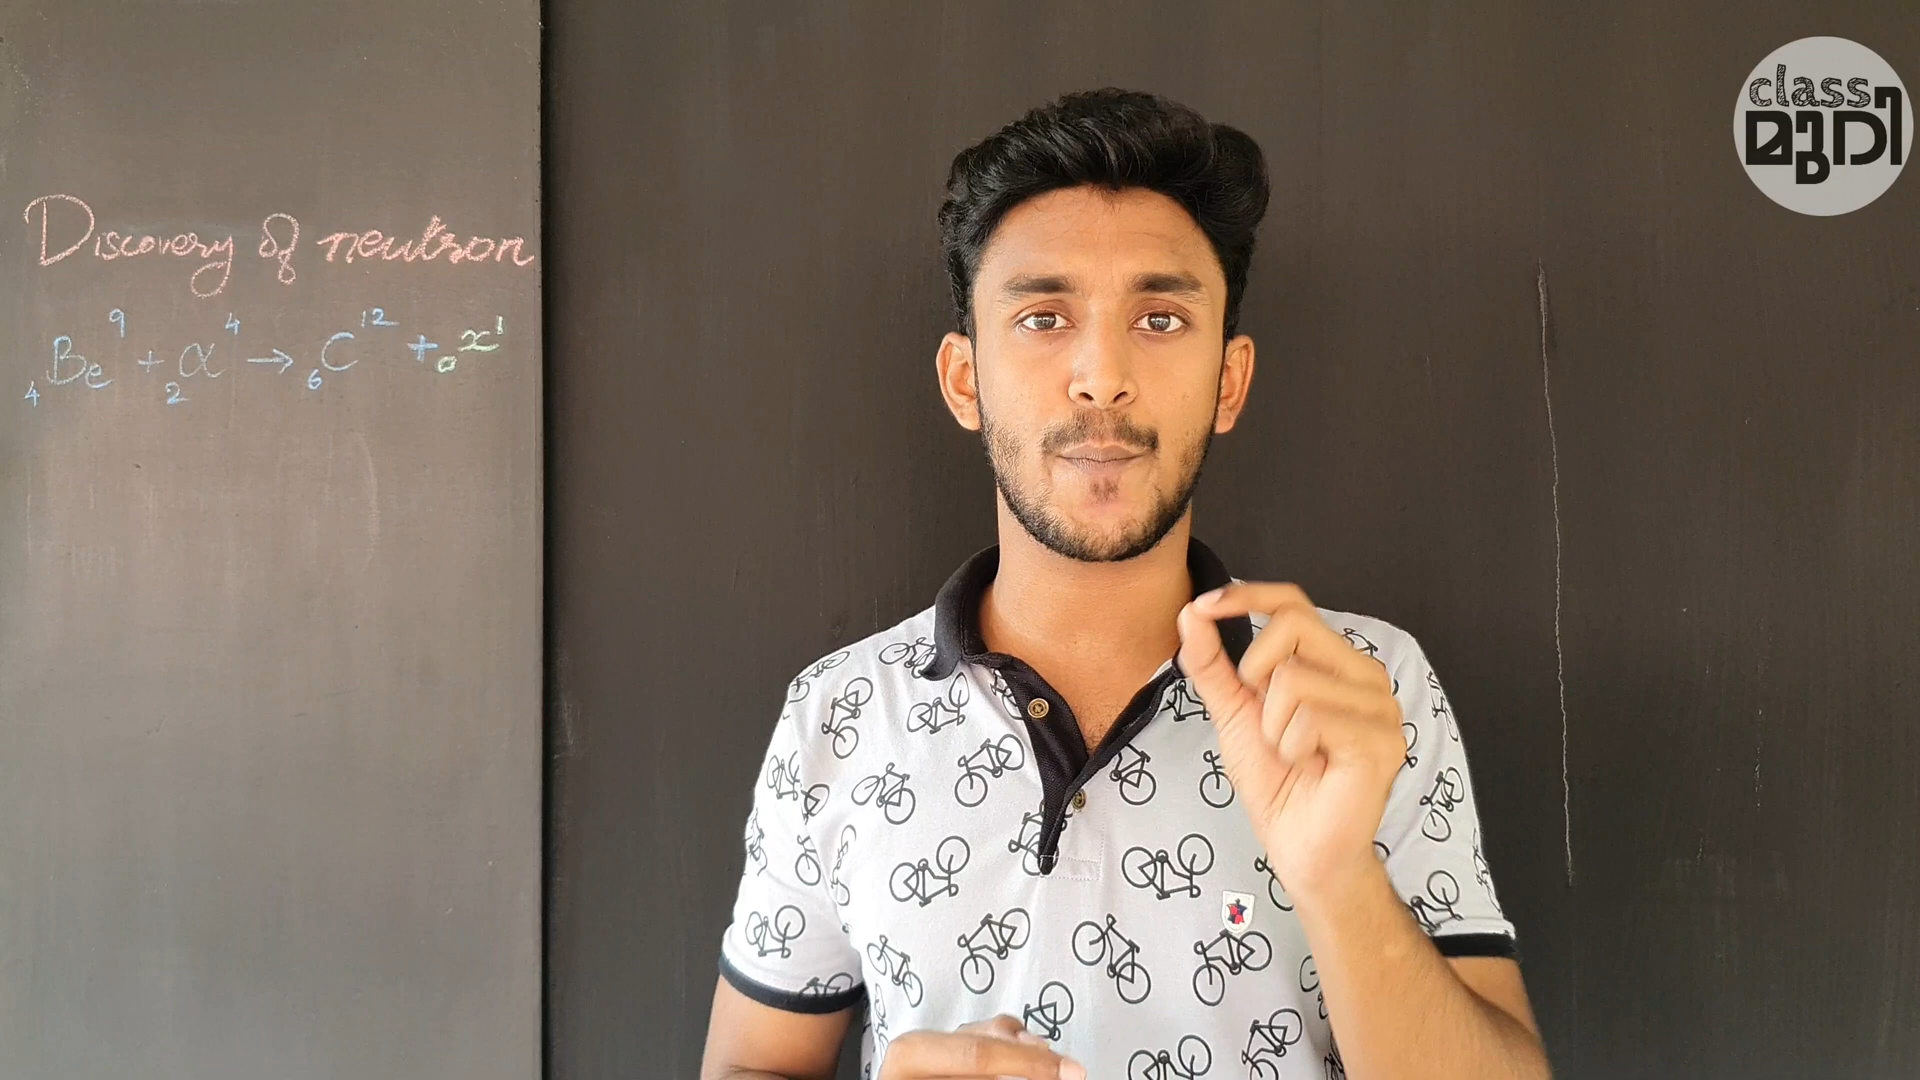 Discovery of neutron
₄Be⁹ + ₂α⁴ → ₆C¹² + ₀x¹
class
മുറി